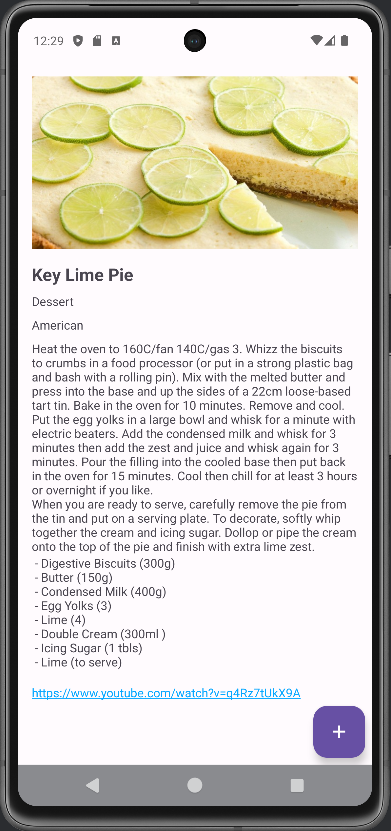 12:29
Key Lime Pie
Dessert
American
Heat the oven to 160C/fan 140C/gas 3. Whizz the biscuits
to crumbs in a food processor (or put in a strong plastic bag
and bash with a rolling pin). Mix with the melted butter and
press into the base and up the sides of a 22cm loose-based
tart tin. Bake in the oven for 10 minutes. Remove and cool.
Put the egg yolks in a large bowl and whisk for a minute with
electric beaters. Add the condensed milk and whisk for 3
minutes then add the zest and juice and whisk again for 3
minutes. Pour the filling into the cooled base then put back
in the oven for 15 minutes. Cool then chill for at least 3 hours
or overnight if you like.
When you are ready to serve, carefully remove the pie from
the tin and put on a serving plate. To decorate, softly whip
together the cream and icing sugar. Dollop or pipe the cream
onto the top of the pie and finish with extra lime zest.
- Digestive Biscuits (300g)
- Butter (150g)
- Condensed Milk (400g)
- Egg Yolks (3)
- Lime (4)
- Double Cream (300ml )
- Icing Sugar (1 tbls)
- Lime (to serve)
https://www.youtube.com/watch?v=q4Rz7tUkX9A
+